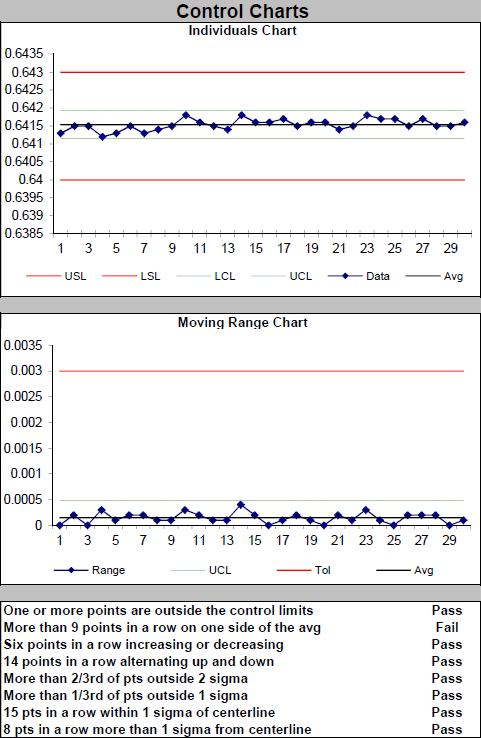 Control Charts
Individuals Chart
0.6435
0.643
0.6425
0.642
0.6415
0.641
0.6405
0.64
0.6395
0.639
0.6385
1 3 5 7 9 11 13 15 17 19 21 23 25 27 29
USL LSL LCL UCL Data Avg
Moving Range Chart
0.0035
0.003
0.0025
0.002
0.0015
0.001
0.0005
0
1 3 5 7 9 11 13 15 17 19 21 23 25 27 29
Range UCL Tol Avg
One or more points are outside the control limits Pass
More than 9 points in a row on one side of the avg Fail
Six points in a row increasing or decreasing Pass
14 points in a row alternating up and down Pass
More than 2/3rd of pts outside 2 sigma Pass
More than 1/3rd of pts outside 1 sigma Pass
15 pts in a row within 1 sigma of centerline Pass
8 pts in a row more than 1 sigma from centerline Pass